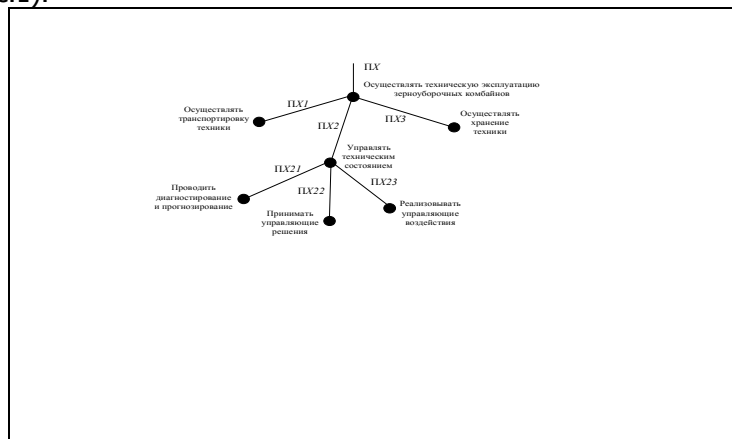 ПХ
Осуществлять техническую эксплуатацию
зерноуборочных комбайнов
ПХ1
Осуществлять
транспортировку
техники
ПХ2
ПХ3
Осуществлять
хранение
техники
Управлять
техническим
состоянием
ПХ21
ПХ22
ПХ23
Проводить
диагностирование
и прогнозирование
Принимать
управляющие
решения
Реализовывать
управляющие
воздействия